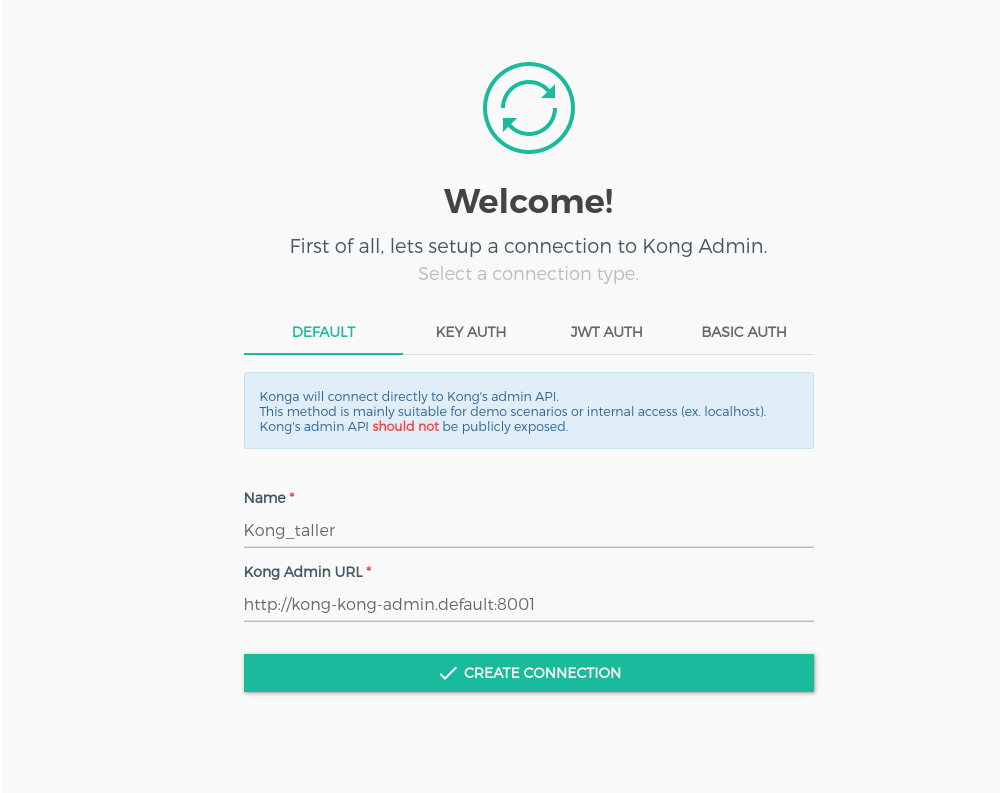 Welcome!
First of all, lets setup a connection to Kong Admin.
Select a connection type.
DEFAULT KEY AUTH JWT AUTH BASIC AUTH
Konga will connect directly to Kong's admin API.
This method is mainly suitable for demo scenarios or internal access (ex. localhost).
Kong's admin API should not be publicly exposed.
Name *
Kong_taller
Kong Admin URL *
http://kong-kong-admin.default:8001
CREATE CONNECTION